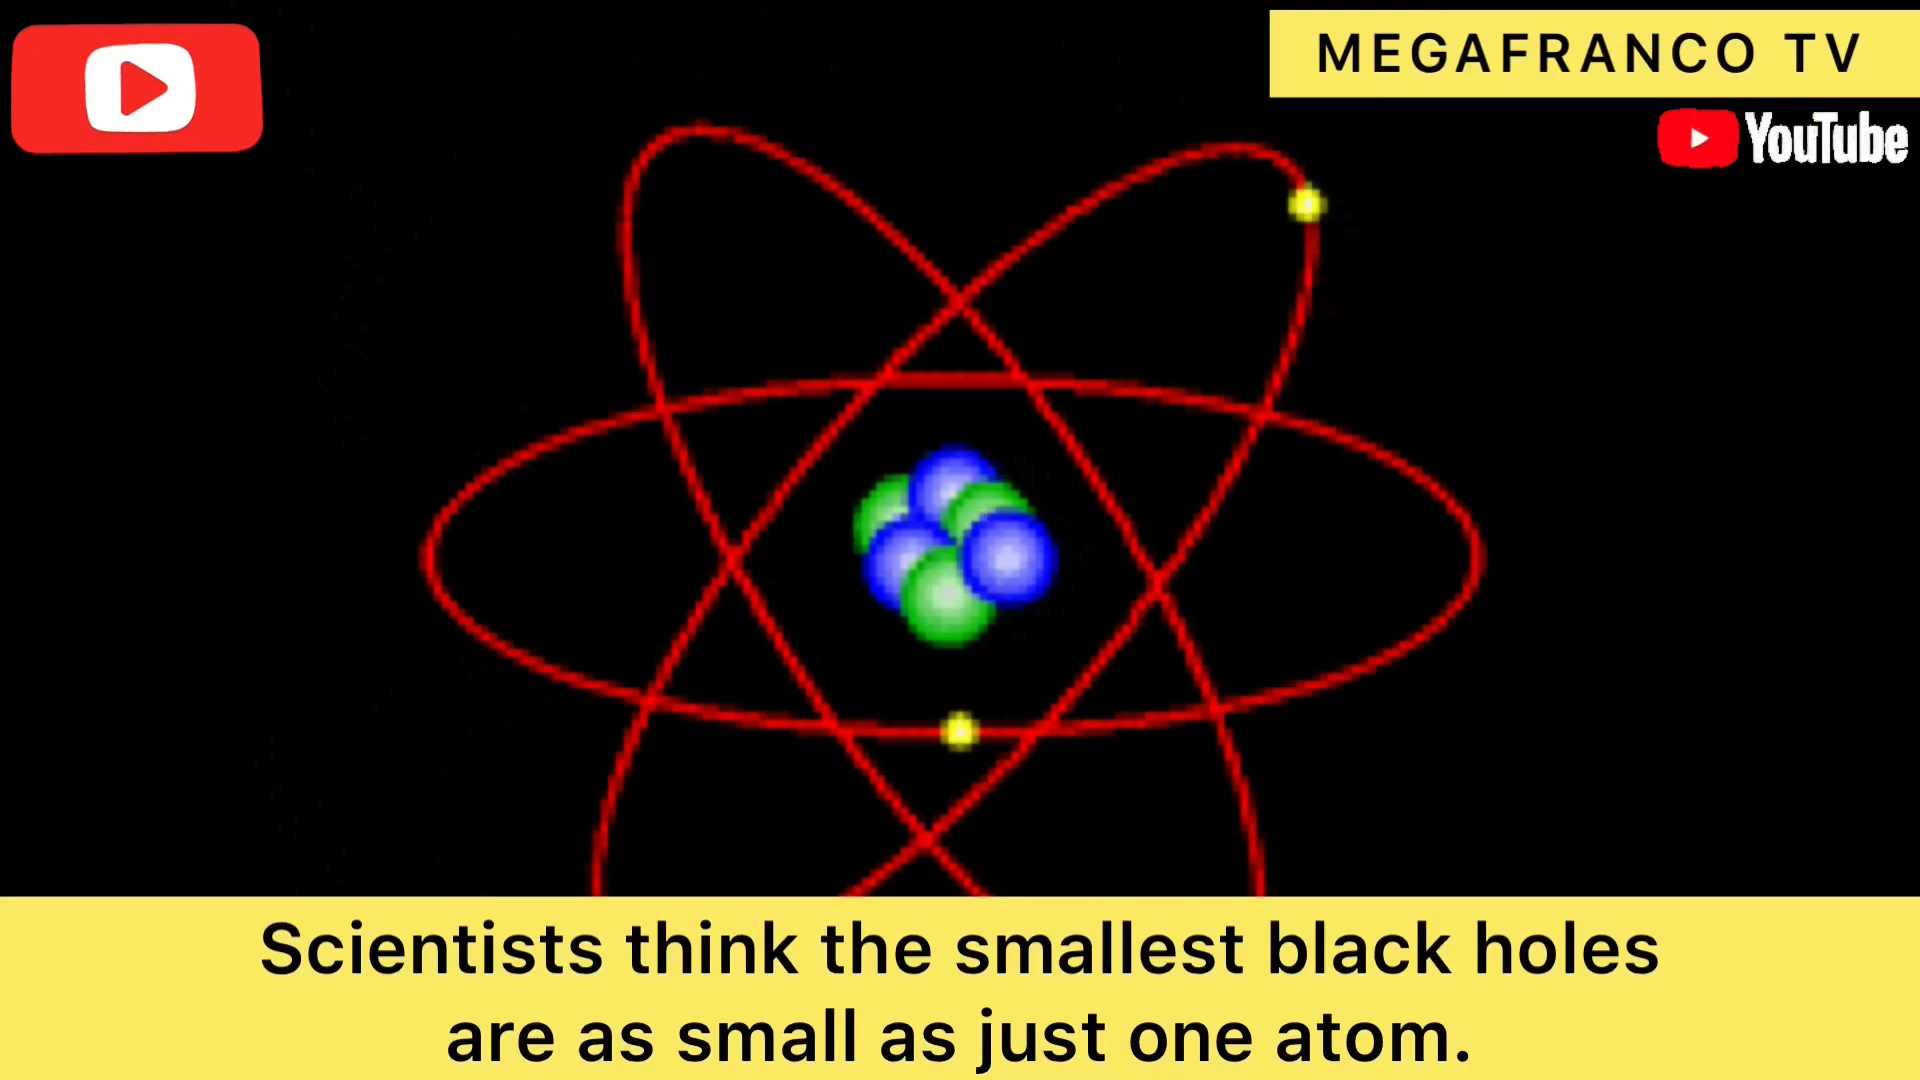 MEGAFRANCO TV
YouTube
Scientists think the smallest black holes
are as small as just one atom.